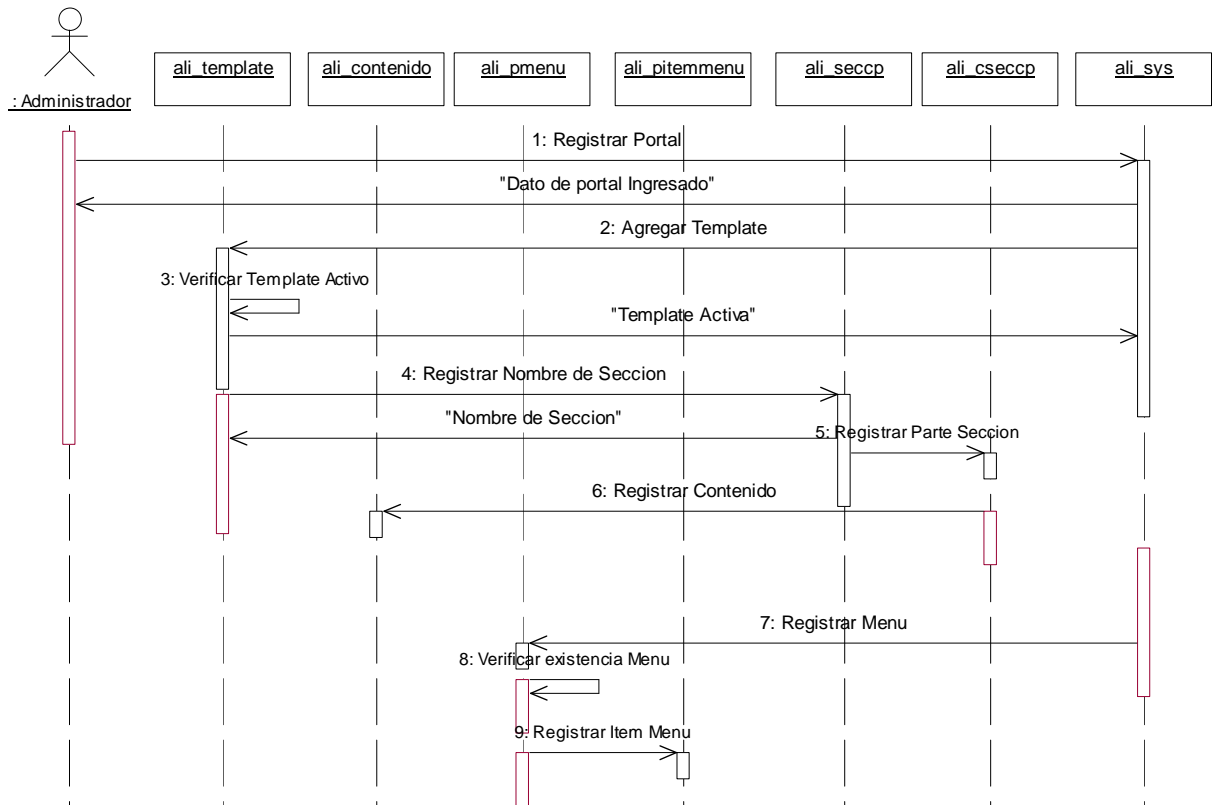 : Administrador
ali_template
ali_contenido
ali_pmenu
ali_pitemmenu
ali_seccp
ali_cseccp
ali_sys
1: Registrar Portal
"Dato de portal Ingresado"
2: Agregar Template
3: Verificar Template Activo
"Template Activa"
4: Registrar Nombre de Seccion
"Nombre de Seccion"
5: Registrar Parte Seccion
6: Registrar Contenido
7: Registrar Menu
8: Verificar existencia Menu
9: Registrar Item Menu